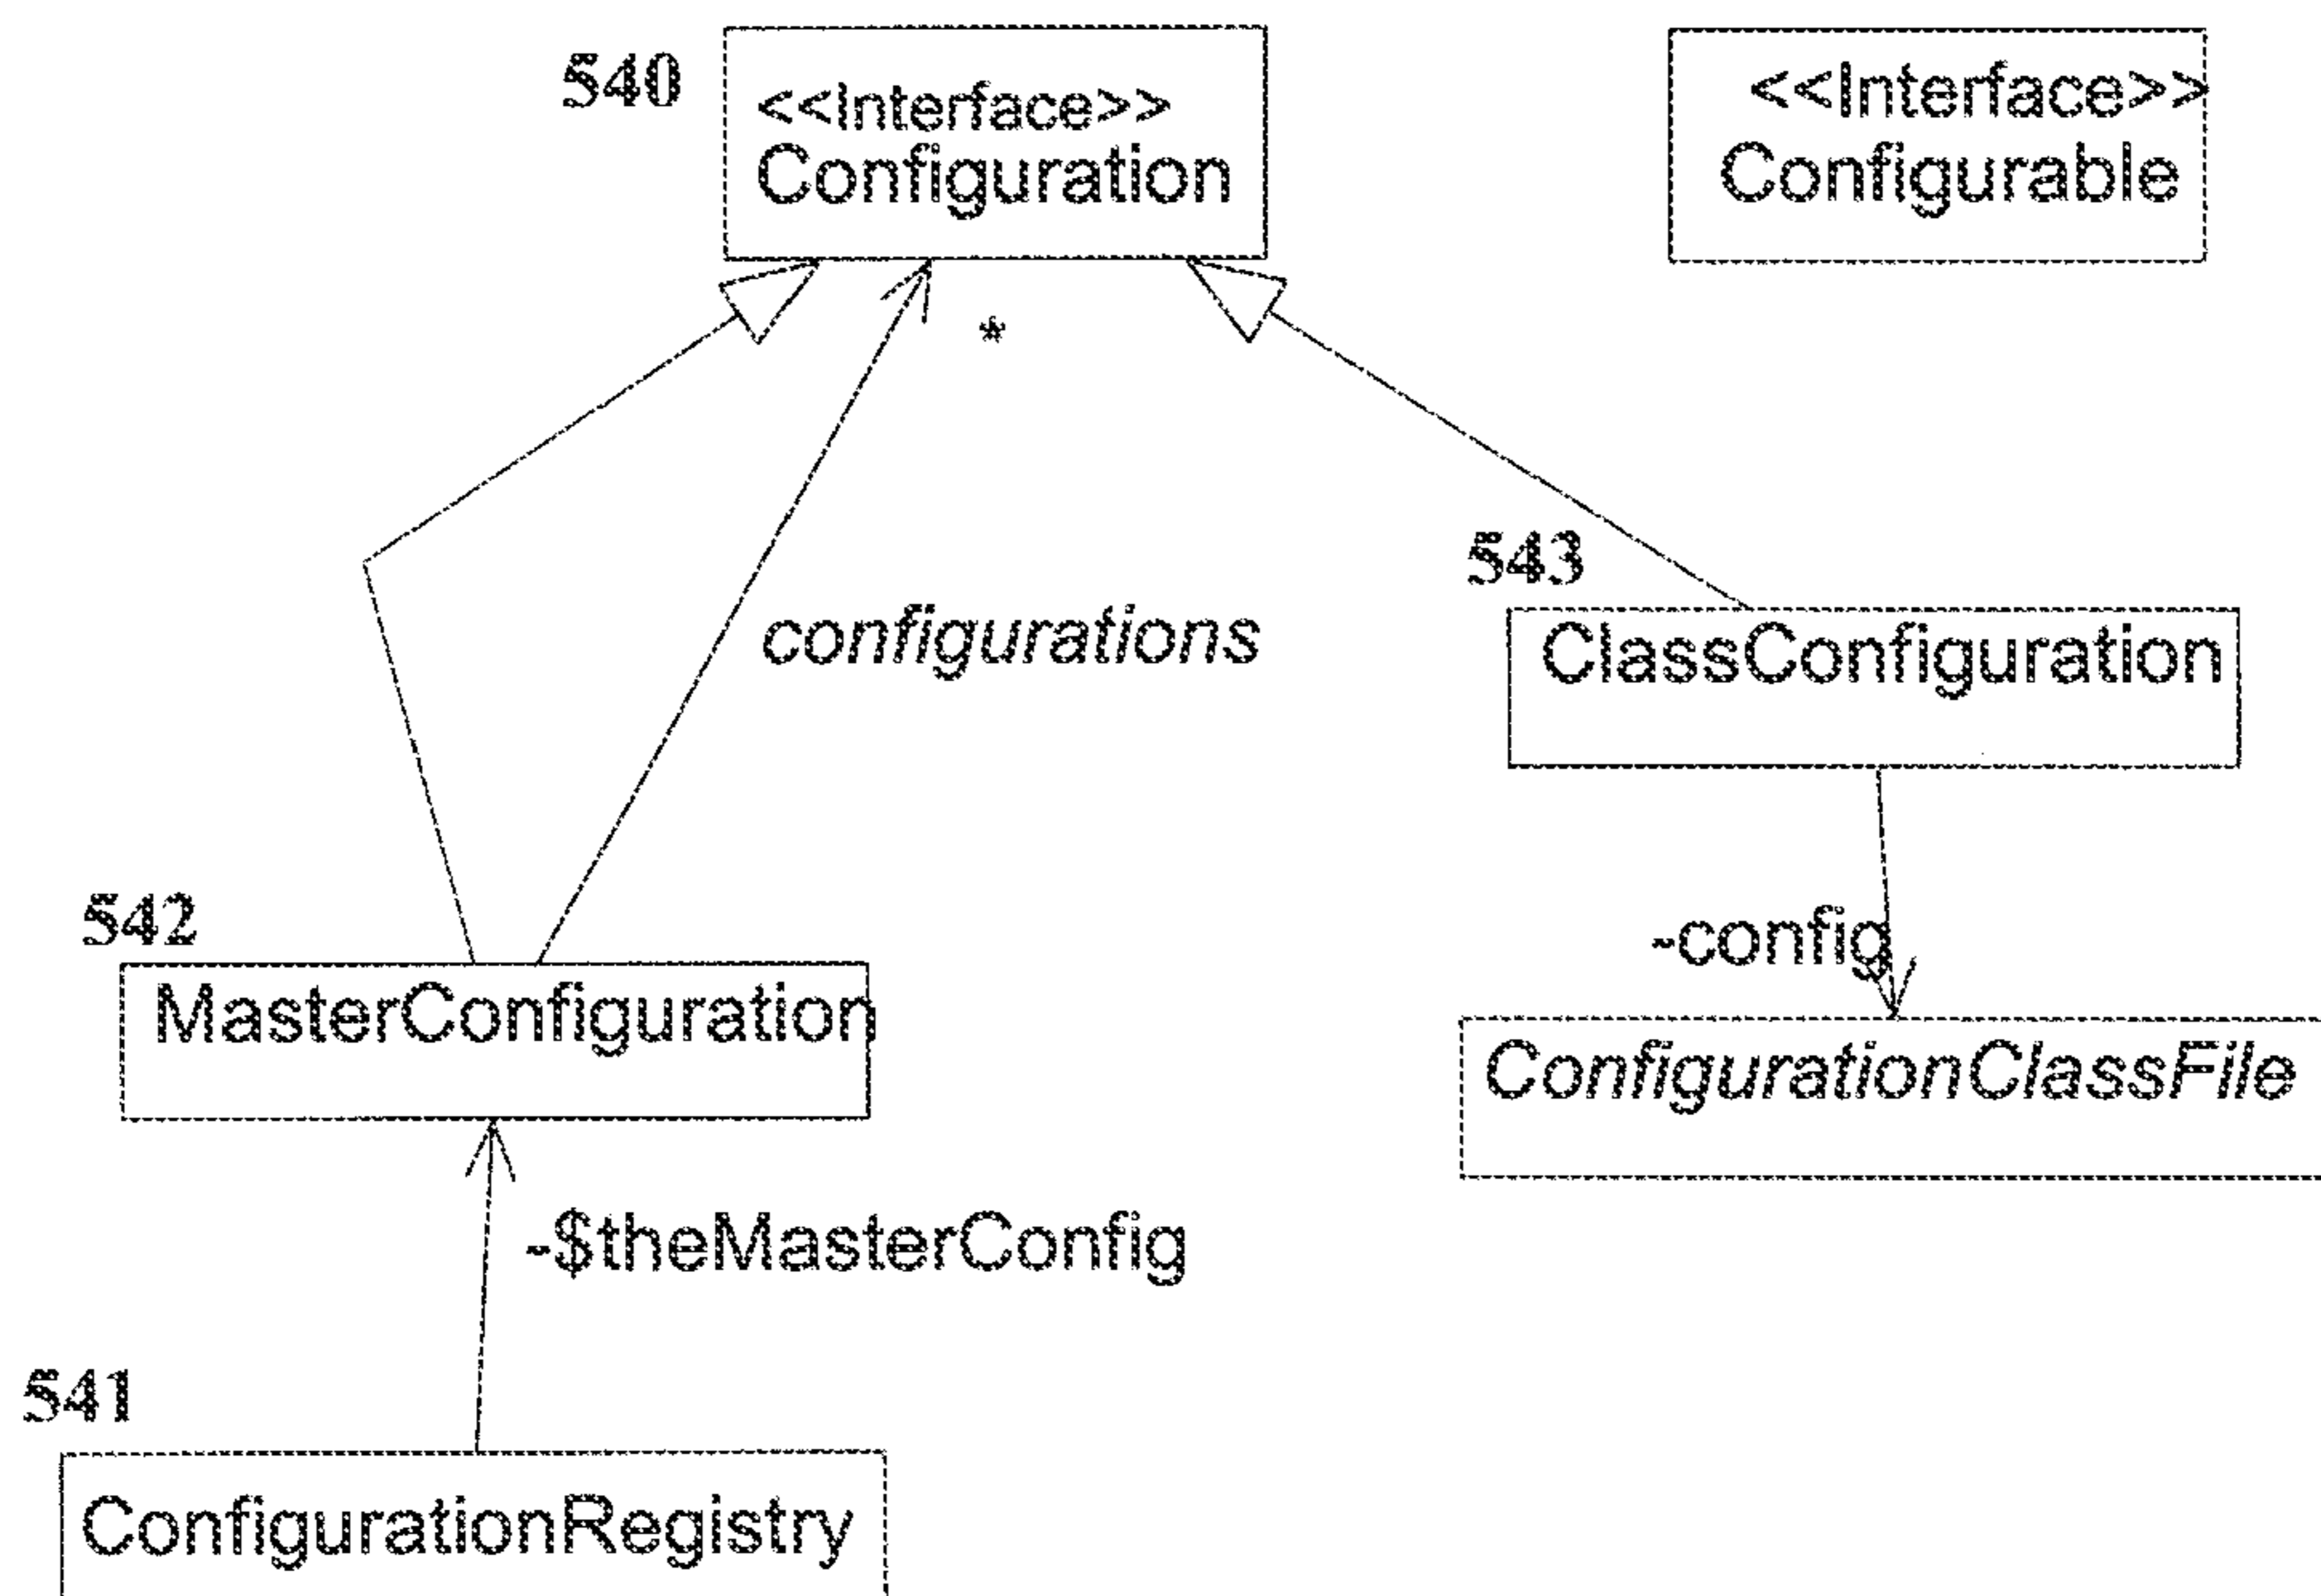 540
<<Interface>>
Configuration
<<Interface>>
Configurable
*
configurations
543
ClassConfiguration
542
MasterConfiguration
-config
ConfigurationClassFile
-$theMasterConfig
541
ConfigurationRegistry